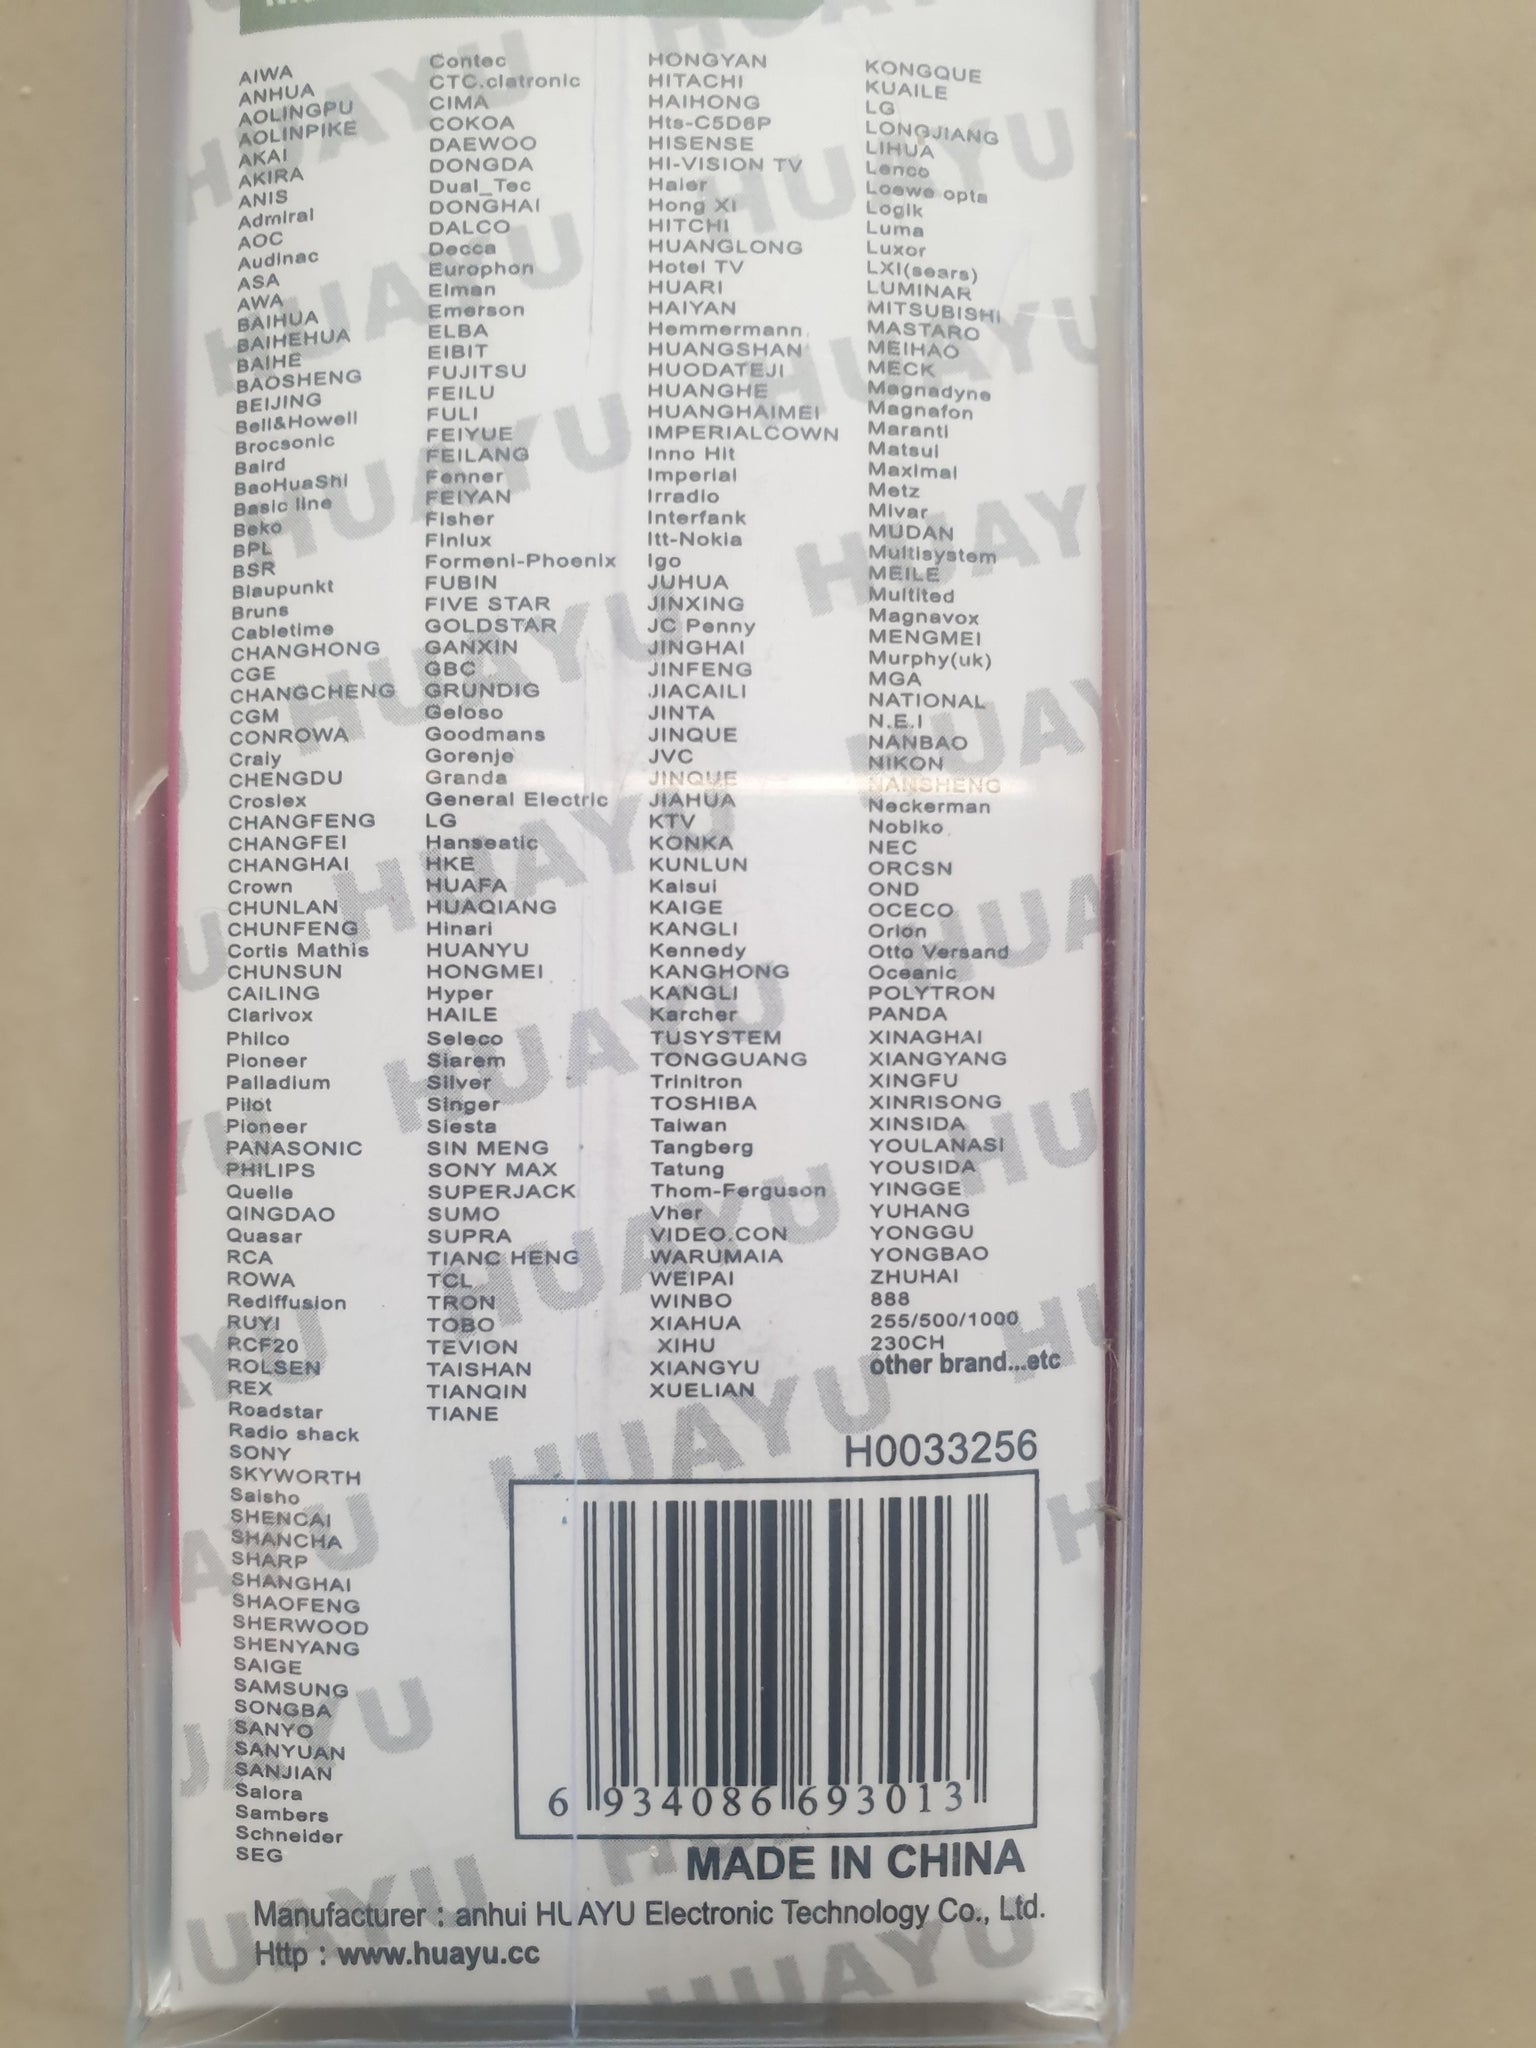 AIWA
ANHUA
AOLINGPU
AOLINPIKE
AKAI
AKIRA
ANIS
Admiral
AOC
Audinac
ASA
AWA
BAIHUA
BAIHEHUA
BAIHE
BAOSHENG
BEIJING
Bell&Howell
Brocsonic
Baird
BaoHuaShi
Basic line
Beko
BPL
BSR
Blaupunkt
Bruns
Cabletime
CHANGHONG
CGE
CHANGCHENG
CGM
CONROWA
Craly
CHENGDU
Croslex
CHANGFENG
CHANGFEI
CHANGHAI
Crown
CHUNLAN
CHUNFENG
Cortis Mathis
CHUNSUN
CAILING
Clarivox
Philco
Pioneer
Palladium
Pilot
Pioneer
PANASONIC
PHILIPS
Quelle
QINGDAO
Quasar
RCA
ROWA
Rediffusion
RUYI
RCF20
ROLSEN
REX
Roadstar
Radio shack
SONY
SKYWORTH
Saisho
SHENCAI
SHANCHA
SHARP
SHANGHAI
SHAOFENG
SHERWOOD
SHENYANG
SAIGE
SAMSUNG
SONGBA
SANYO
SANYUAN
SANJIAN
Salora
Sambers
Schneider
SEG
Contec
CTC.clatronic
CIMA
COKOA
DAEWOO
DONGDA
Dual_Tec
DONGHAI
DALCO
Decca
Europhon
Elman
Emerson
ELBA
EIBIT
FUJITSU
FEILU
FULI
FEIYUE
FEILANG
Fenner
FEIYAN
Fisher
Finlux
Formeni-Phoenix
FUBIN
FIVE STAR
GOLDSTAR
GANXIN
GBC
GRUNDIG
Geloso
Goodmans
Gorenje
Granda
General Electric
LG
Hanseatic
HKE
HUAFA
HUAQIANG
Hinari
HUANYU
HONGMEI
Hyper
HAILE
Seleco
Siarem
Silver
Singer
Siesta
SIN MENG
SONY MAX
SUPERJACK
SUMO
SUPRA
TIANC HENG
TCL
TRON
TOBO
TEVION
TAISHAN
TIANQIN
TIANE
HONGYAN
HITACHI
HAIHONG
Hts-C5D6P
HISENSE
HI-VISION TV
Haier
Hong Xi
HITCHI
HUANGLONG
Hotel TV
HUARI
HAIYAN
Hemmermann
HUANGSHAN
HUODATEJI
HUANGHE
HUANGHAIMEI
IMPERIALCOWN
Inno Hit
Imperial
Irradio
Interfank
Itt-Nokia
Igo
JUHUA
JINXING
JC Penny
JINGHAI
JINFENG
JIACAILI
JINTA
JINQUE
JVC
JINQUE
JIAHUA
KTV
KONKA
KUNLUN
Kaisui
KAIGE
KANGLI
Kennedy
KANGHONG
KANGLI
Karcher
TUSYSTEM
TONGGUANG
Trinitron
TOSHIBA
Taiwan
Tangberg
Tatung
Thom-Ferguson
Vher
VIDEO.CON
WARUMAIA
WEIPAI
WINBO
XIAHUA
XIHU
XIANGYU
XUELIAN
KONGQUE
KUAILE
LG
LONGJIANG
LIHUA
Lenco
Loewe opta
Logik
Luma
Luxor
LXI(sears)
LUMINAR
MITSUBISHI
MASTARO
MEIHAO
MECK
Magnadyne
Magnafon
Maranti
Matsui
Maximal
Metz
Mivar
MUDAN
Multisystem
MEILE
Multited
Magnavox
MENGMEI
Murphy(uk)
MGA
NATIONAL
N.E.I
NANBAO
NIKON
NANSHENG
Neckerman
Nobiko
NEC
ORCSN
OND
OCECO
Orion
Otto Versand
Oceanic
POLYTRON
PANDA
XINAGHAI
XIANGYANG
XINGFU
XINRISONG
XINSIDA
YOULANASI
YOUSIDA
YINGGE
YUHANG
YONGGU
YONGBAO
ZHUHAI
888
255/500/1000
230CH
other brand...etc
H0033256
6 934086 693013
MADE IN CHINA
Manufacturer : anhui HUAYU Electronic Technology Co., Ltd.
Http : www.huayu.cc